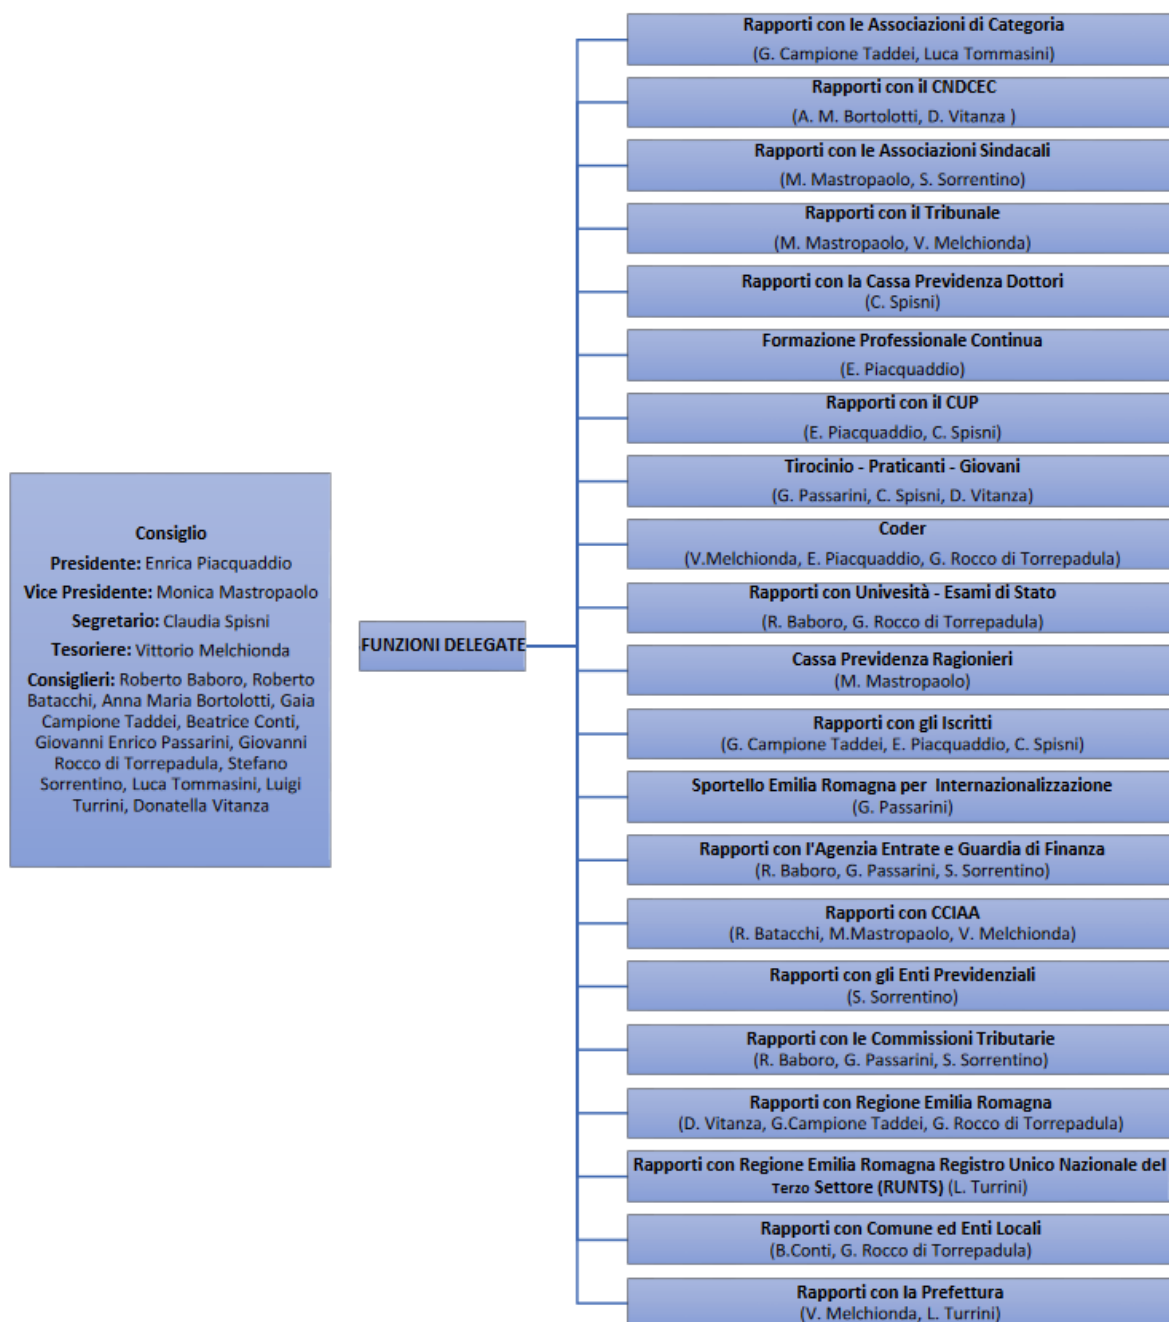 Consiglio
Presidente: Enrica Piacquaddio
Vice Presidente: Monica Mastropaolo
Segretario: Claudia Spisni
Tesoriere: Vittorio Melchionda
Consiglieri: Roberto Baboro, Roberto
Batacchi, Anna Maria Bortolotti, Gaia
Campione Taddei, Beatrice Conti,
Giovanni Enrico Passarini, Giovanni
Rocco di Torrepadula, Stefano
Sorrentino, Luca Tommasini, Luigi
Turrini, Donatella Vitanza
FUNZIONI DELEGATE
Rapporti con le Associazioni di Categoria
(G. Campione Taddei, Luca Tommasini)
Rapporti con il CNDCEC
(A. M. Bortolotti, D. Vitanza )
Rapporti con le Associazioni Sindacali
(M. Mastropaolo, S. Sorrentino)
Rapporti con il Tribunale
(M. Mastropaolo, V. Melchionda)
Rapporti con la Cassa Previdenza Dottori
(C. Spisni)
Formazione Professionale Continua
(E. Piacquaddio)
Rapporti con il CUP
(E. Piacquaddio, C. Spisni)
Tirocinio - Praticanti - Giovani
(G. Passarini, C. Spisni, D. Vitanza)
Coder
(V.Melchionda, E. Piacquaddio, G. Rocco di Torrepadula)
Rapporti con Univesità - Esami di Stato
(R. Baboro, G. Rocco di Torrepadula)
Cassa Previdenza Ragionieri
(M. Mastropaolo)
Rapporti con gli Iscritti
(G. Campione Taddei, E. Piacquaddio, C. Spisni)
Sportello Emilia Romagna per Internazionalizzazione
(G. Passarini)
Rapporti con l'Agenzia Entrate e Guardia di Finanza
(R. Baboro, G. Passarini, S. Sorrentino)
Rapporti con CCIAA
(R. Batacchi, M.Mastropaolo, V. Melchionda)
Rapporti con gli Enti Previdenziali
(S. Sorrentino)
Rapporti con le Commissioni Tributarie
(R. Baboro, G. Passarini, S. Sorrentino)
Rapporti con Regione Emilia Romagna
(D. Vitanza, G.Campione Taddei, G. Rocco di Torrepadula)
Rapporti con Regione Emilia Romagna Registro Unico Nazionale del
Terzo Settore (RUNTS) (L. Turrini)
Rapporti con Comune ed Enti Locali
(B.Conti, G. Rocco di Torrepadula)
Rapporti con la Prefettura
(V. Melchionda, L. Turrini)